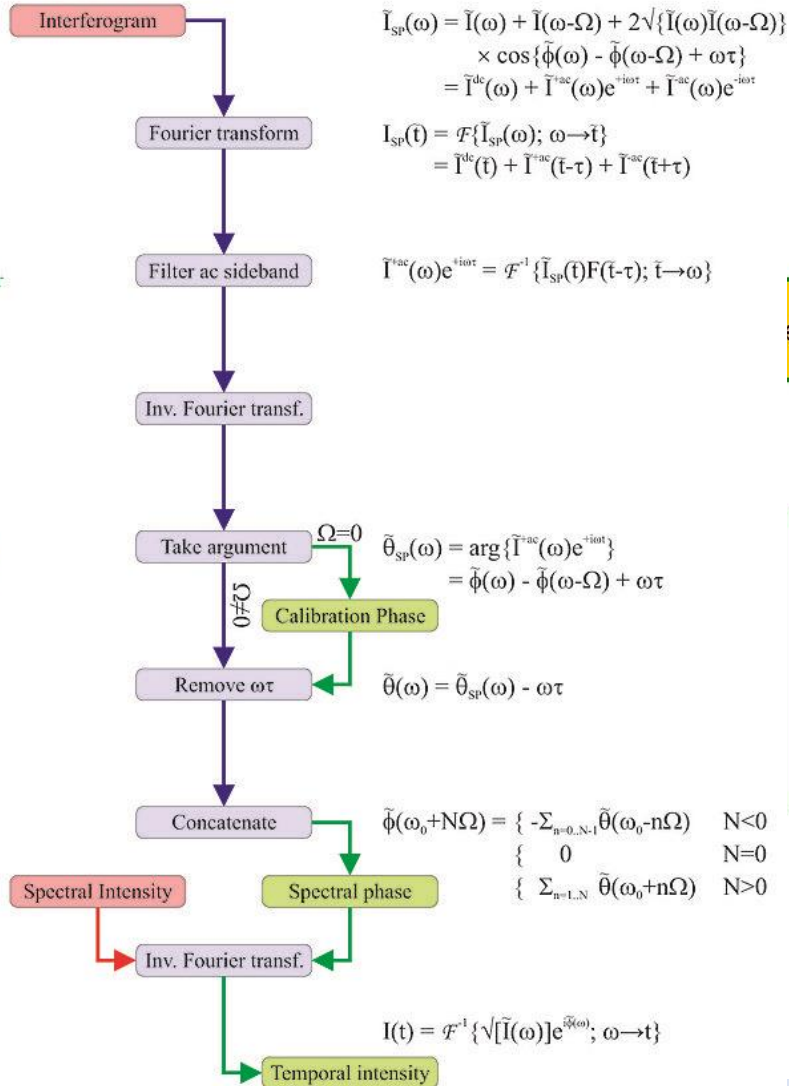 Interferogram
Ĩ_SP(ω) = Ĩ(ω) + Ĩ(ω-Ω) + 2√{Ĩ(ω)Ĩ(ω-Ω)}
× cos{ϕ̃(ω) - ϕ̃(ω-Ω) + ωτ}
= Ĩ^dc(ω) + Ĩ^+ac(ω)e^+iωτ + Ĩ^-ac(ω)e^-iωτ
Fourier transform
I_SP(t̃) = ℱ{Ĩ_SP(ω); ω→t̃}
= Ĩ^dc(t̃) + Ĩ^+ac(t̃-τ) + Ĩ^-ac(t̃+τ)
Filter ac sideband
Ĩ^+ac(ω)e^+iωτ = ℱ^-1{Ĩ_SP(t̃)F(t̃-τ); t̃→ω}
Inv. Fourier transf.
Take argument
Ω=0
θ̃_SP(ω) = arg{Ĩ^+ac(ω)e^+iωτ}
= ϕ̃(ω) - ϕ̃(ω-Ω) + ωτ
Ω≠0
Calibration Phase
Remove ωτ
θ̃(ω) = θ̃_SP(ω) - ωτ
Concatenate
ϕ̃(ω₀+NΩ) = { -Σ_n=0..N-1 θ̃(ω₀-nΩ) N<0
{ 0 N=0
{ Σ_n=1..N θ̃(ω₀+nΩ) N>0
Spectral Intensity
Spectral phase
Inv. Fourier transf.
I(t) = ℱ^-1{√[Ĩ(ω)]e^iϕ̃(ω); ω→t}
Temporal intensity